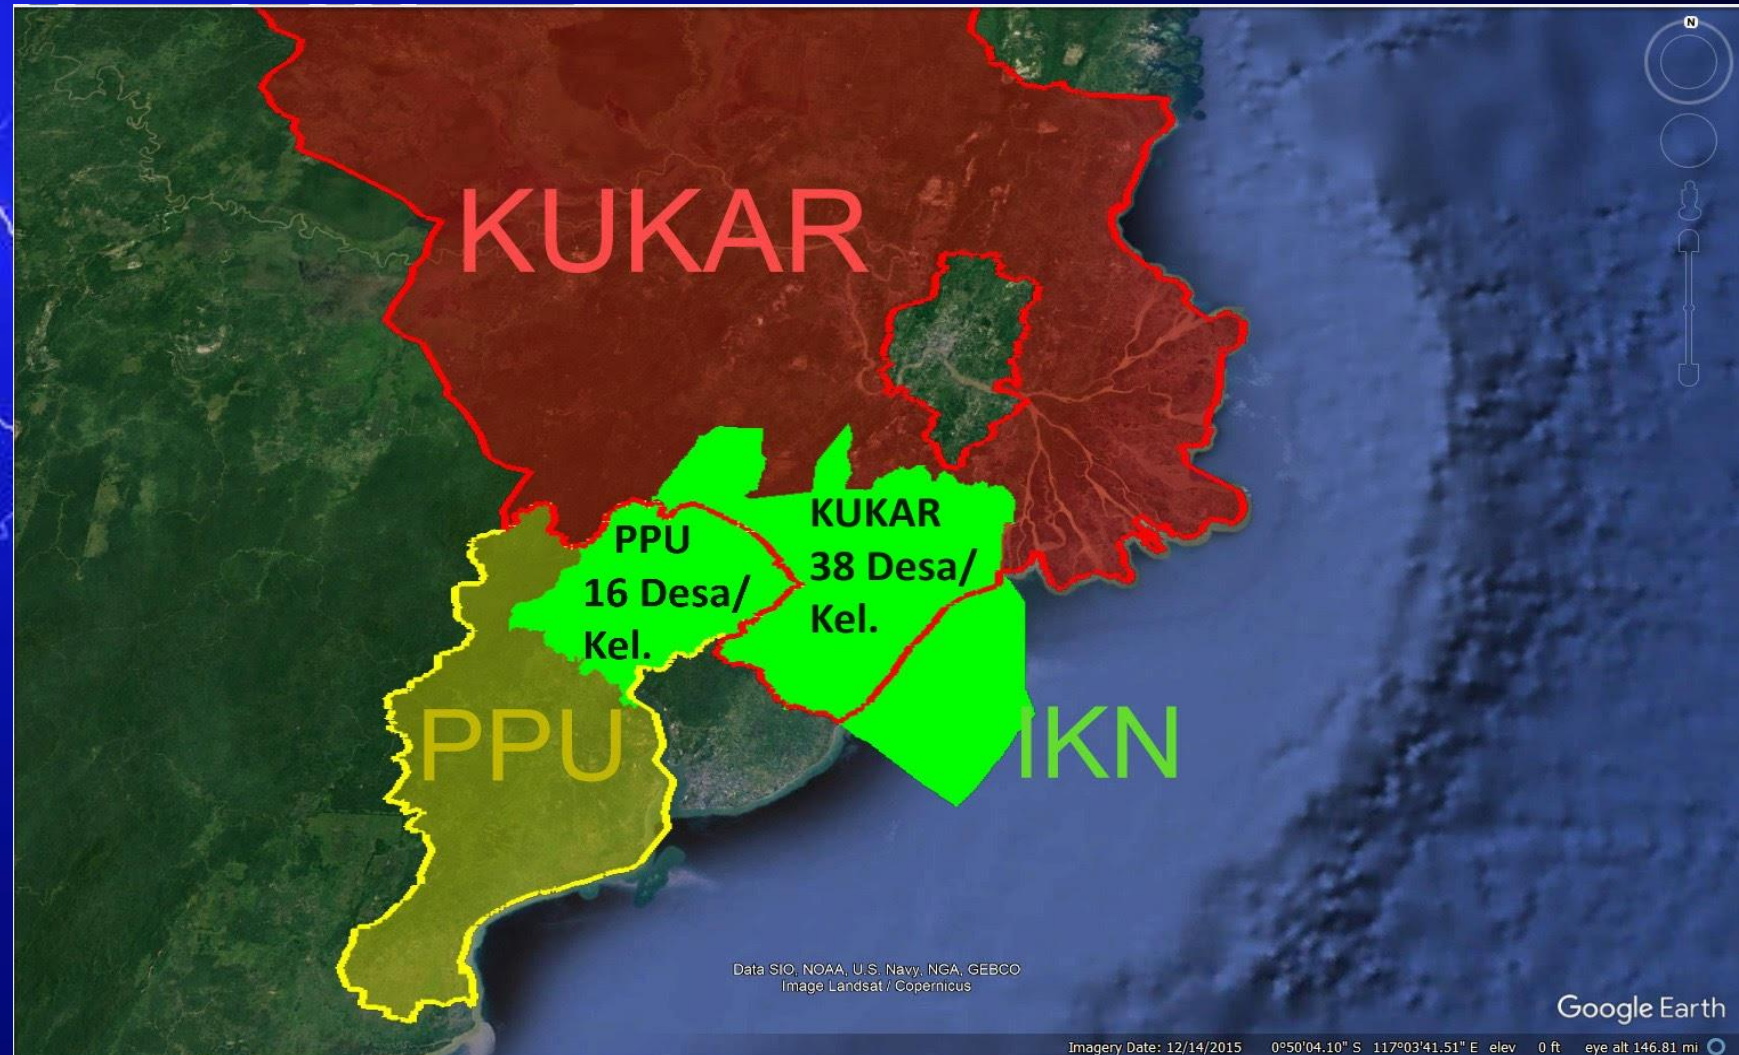 N
KUKAR
KUKAR
38 Desa/
Kel.
PPU
16 Desa/
Kel.
PPU
IKN
Data SIO, NOAA, U.S. Navy, NGA, GEBCO
Image Landsat / Copernicus
Google Earth
Imagery Date: 12/14/2015 0°50'04.10" S 117°03'41.51" E elev 0 ft eye alt 146.81 mi